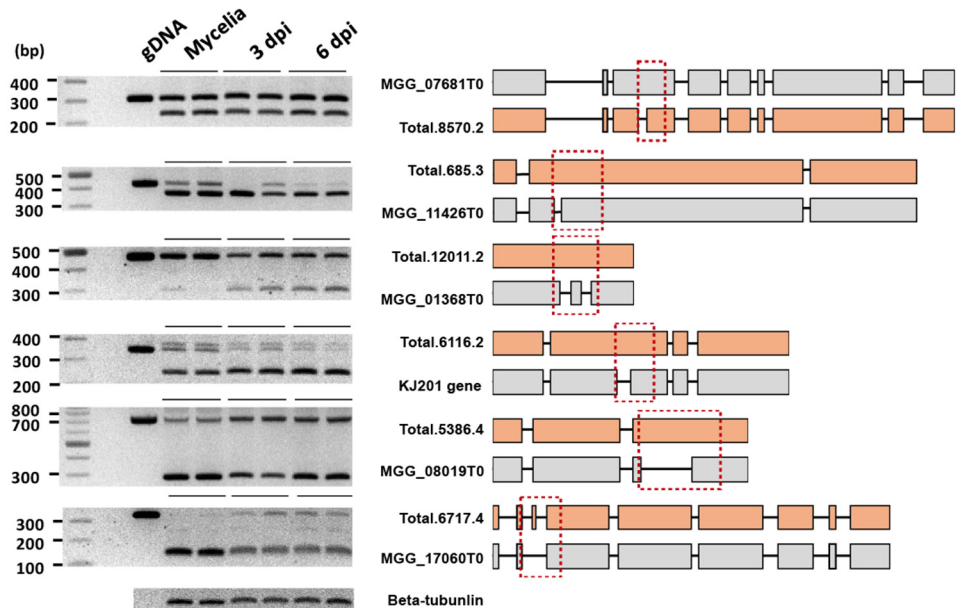 (bp) gDNA Mycelia 3 dpi 6 dpi
400
300
200
MGG_07681T0
Total.8570.2
500
400
300
Total.685.3
MGG_11426T0
500
400
300
Total.12011.2
MGG_01368T0
400
300
200
Total.6116.2
KJ201 gene
800
700
300
Total.5386.4
MGG_08019T0
300
200
100
Total.6717.4
MGG_17060T0
Beta-tubunlin